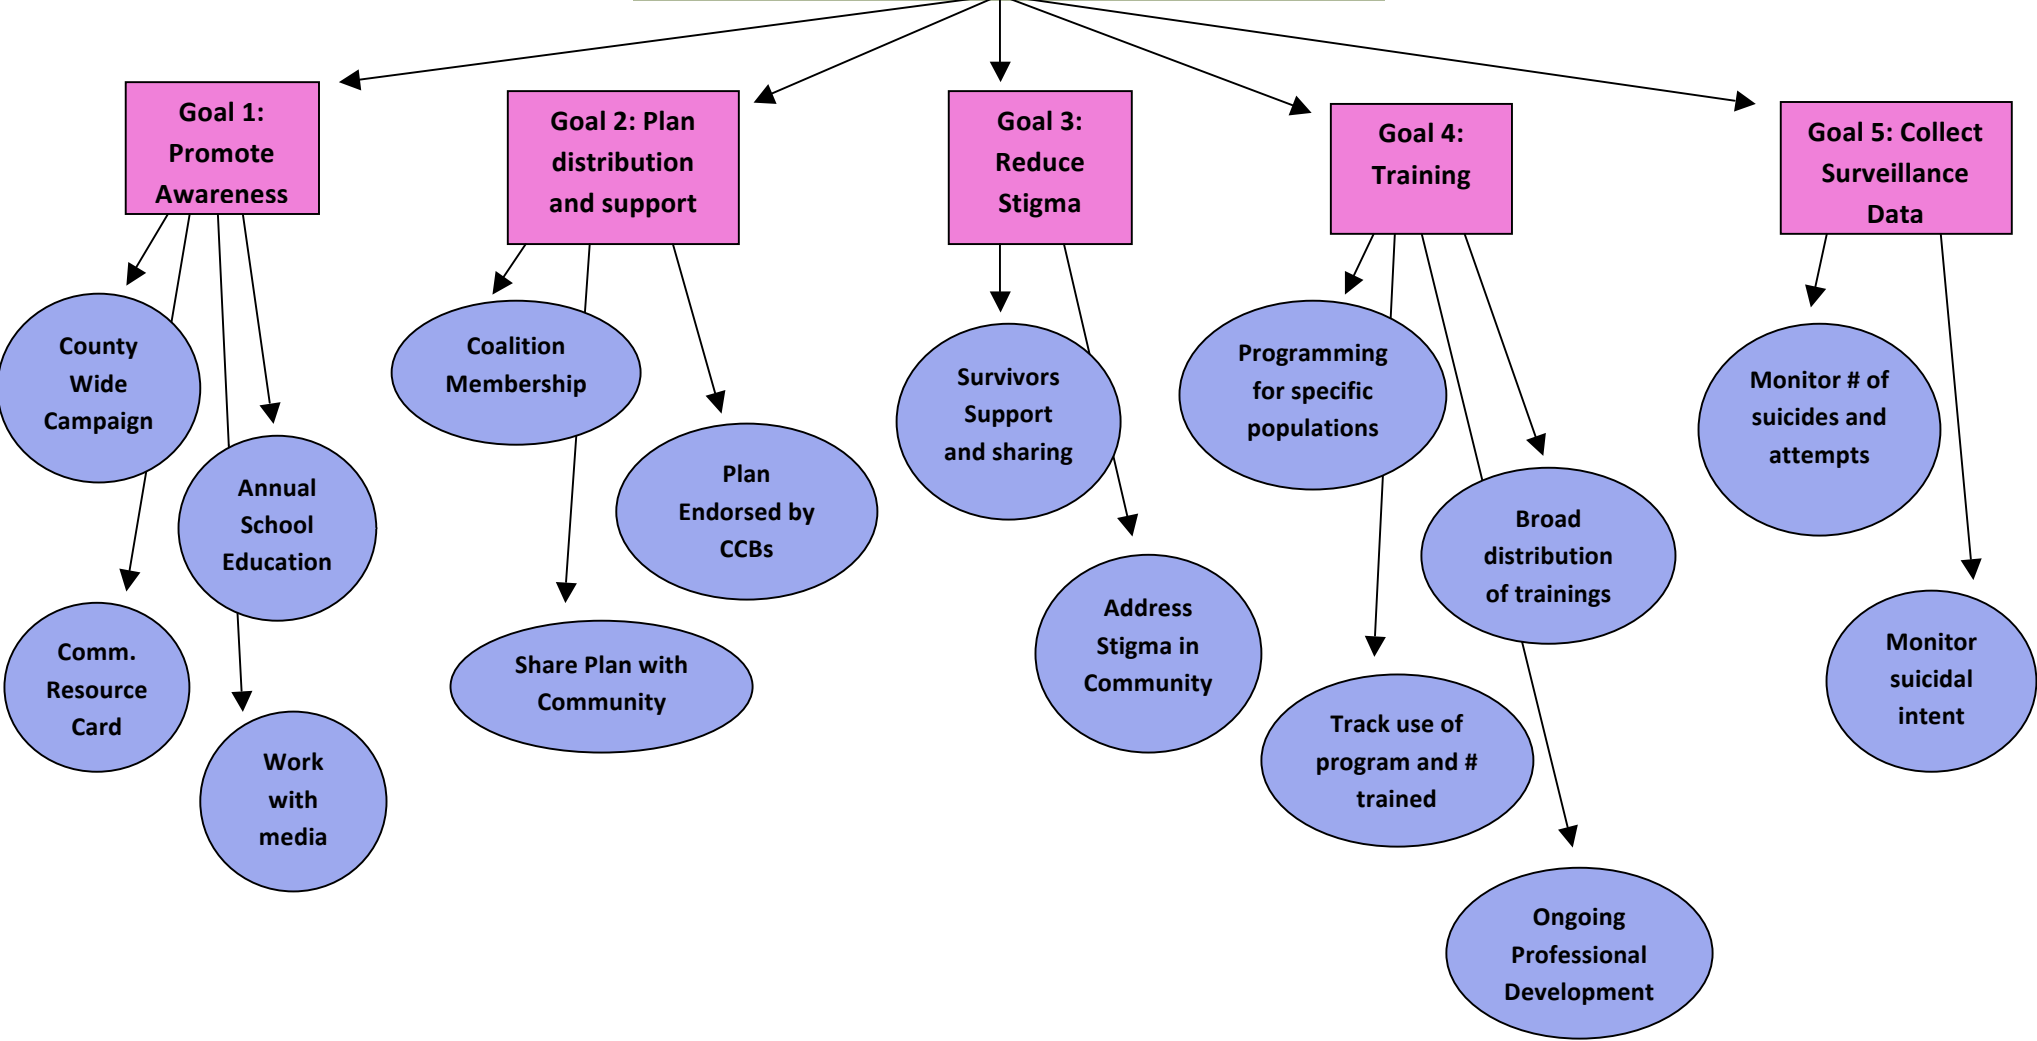 Goal 1:
Promote
Awareness
Goal 2: Plan
distribution
and support
Goal 3:
Reduce
Stigma
Goal 4:
Training
Goal 5: Collect
Surveillance
Data
County
Wide
Campaign
Annual
School
Education
Comm.
Resource
Card
Work
with
media
Coalition
Membership
Plan
Endorsed by
CCBs
Share Plan with
Community
Survivors
Support
and sharing
Address
Stigma in
Community
Programming
for specific
populations
Broad
distribution
of trainings
Track use of
program and #
trained
Ongoing
Professional
Development
Monitor # of
suicides and
attempts
Monitor
suicidal
intent